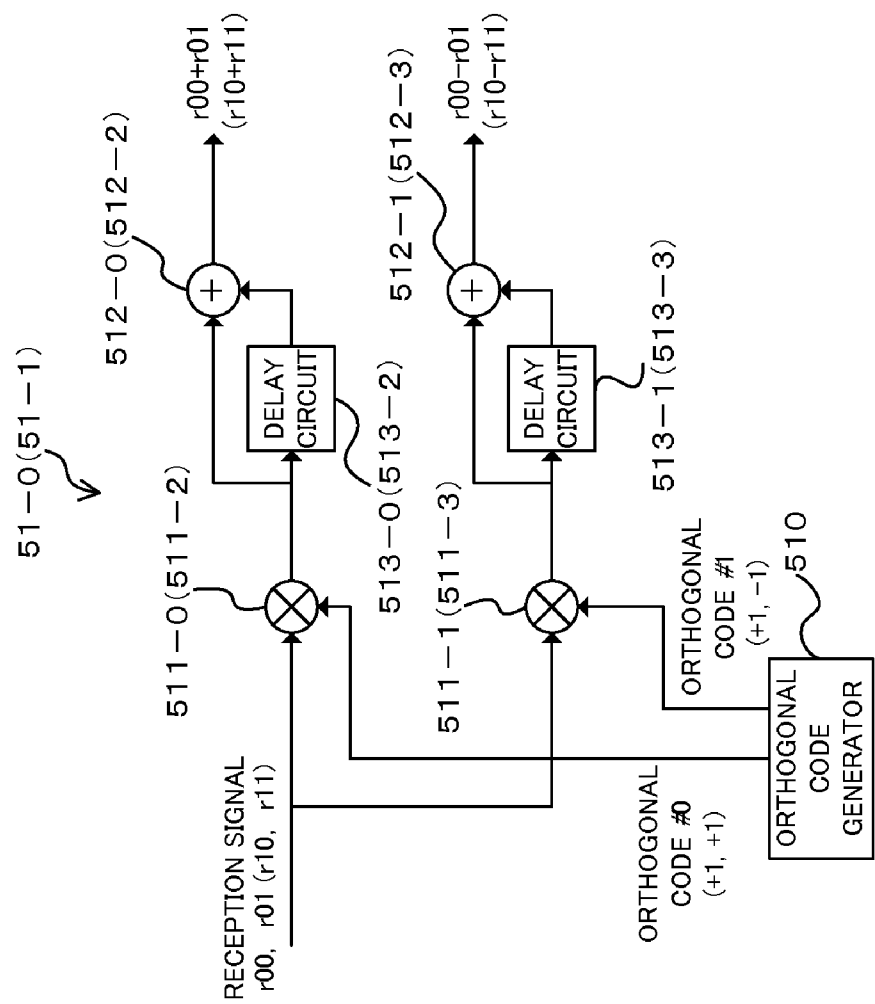 51-0(51-1)
RECEPTION SIGNAL
r00, r01 (r10, r11)
511-0(511-2)
512-0(512-2)
r00+r01
(r10+r11)
DELAY
CIRCUIT
513-0(513-2)
511-1(511-3)
512-1(512-3)
r00-r01
(r10-r11)
DELAY
CIRCUIT
513-1(513-3)
ORTHOGONAL
CODE #0
(+1, +1)
ORTHOGONAL
CODE #1
(+1, -1)
510
ORTHOGONAL
CODE
GENERATOR